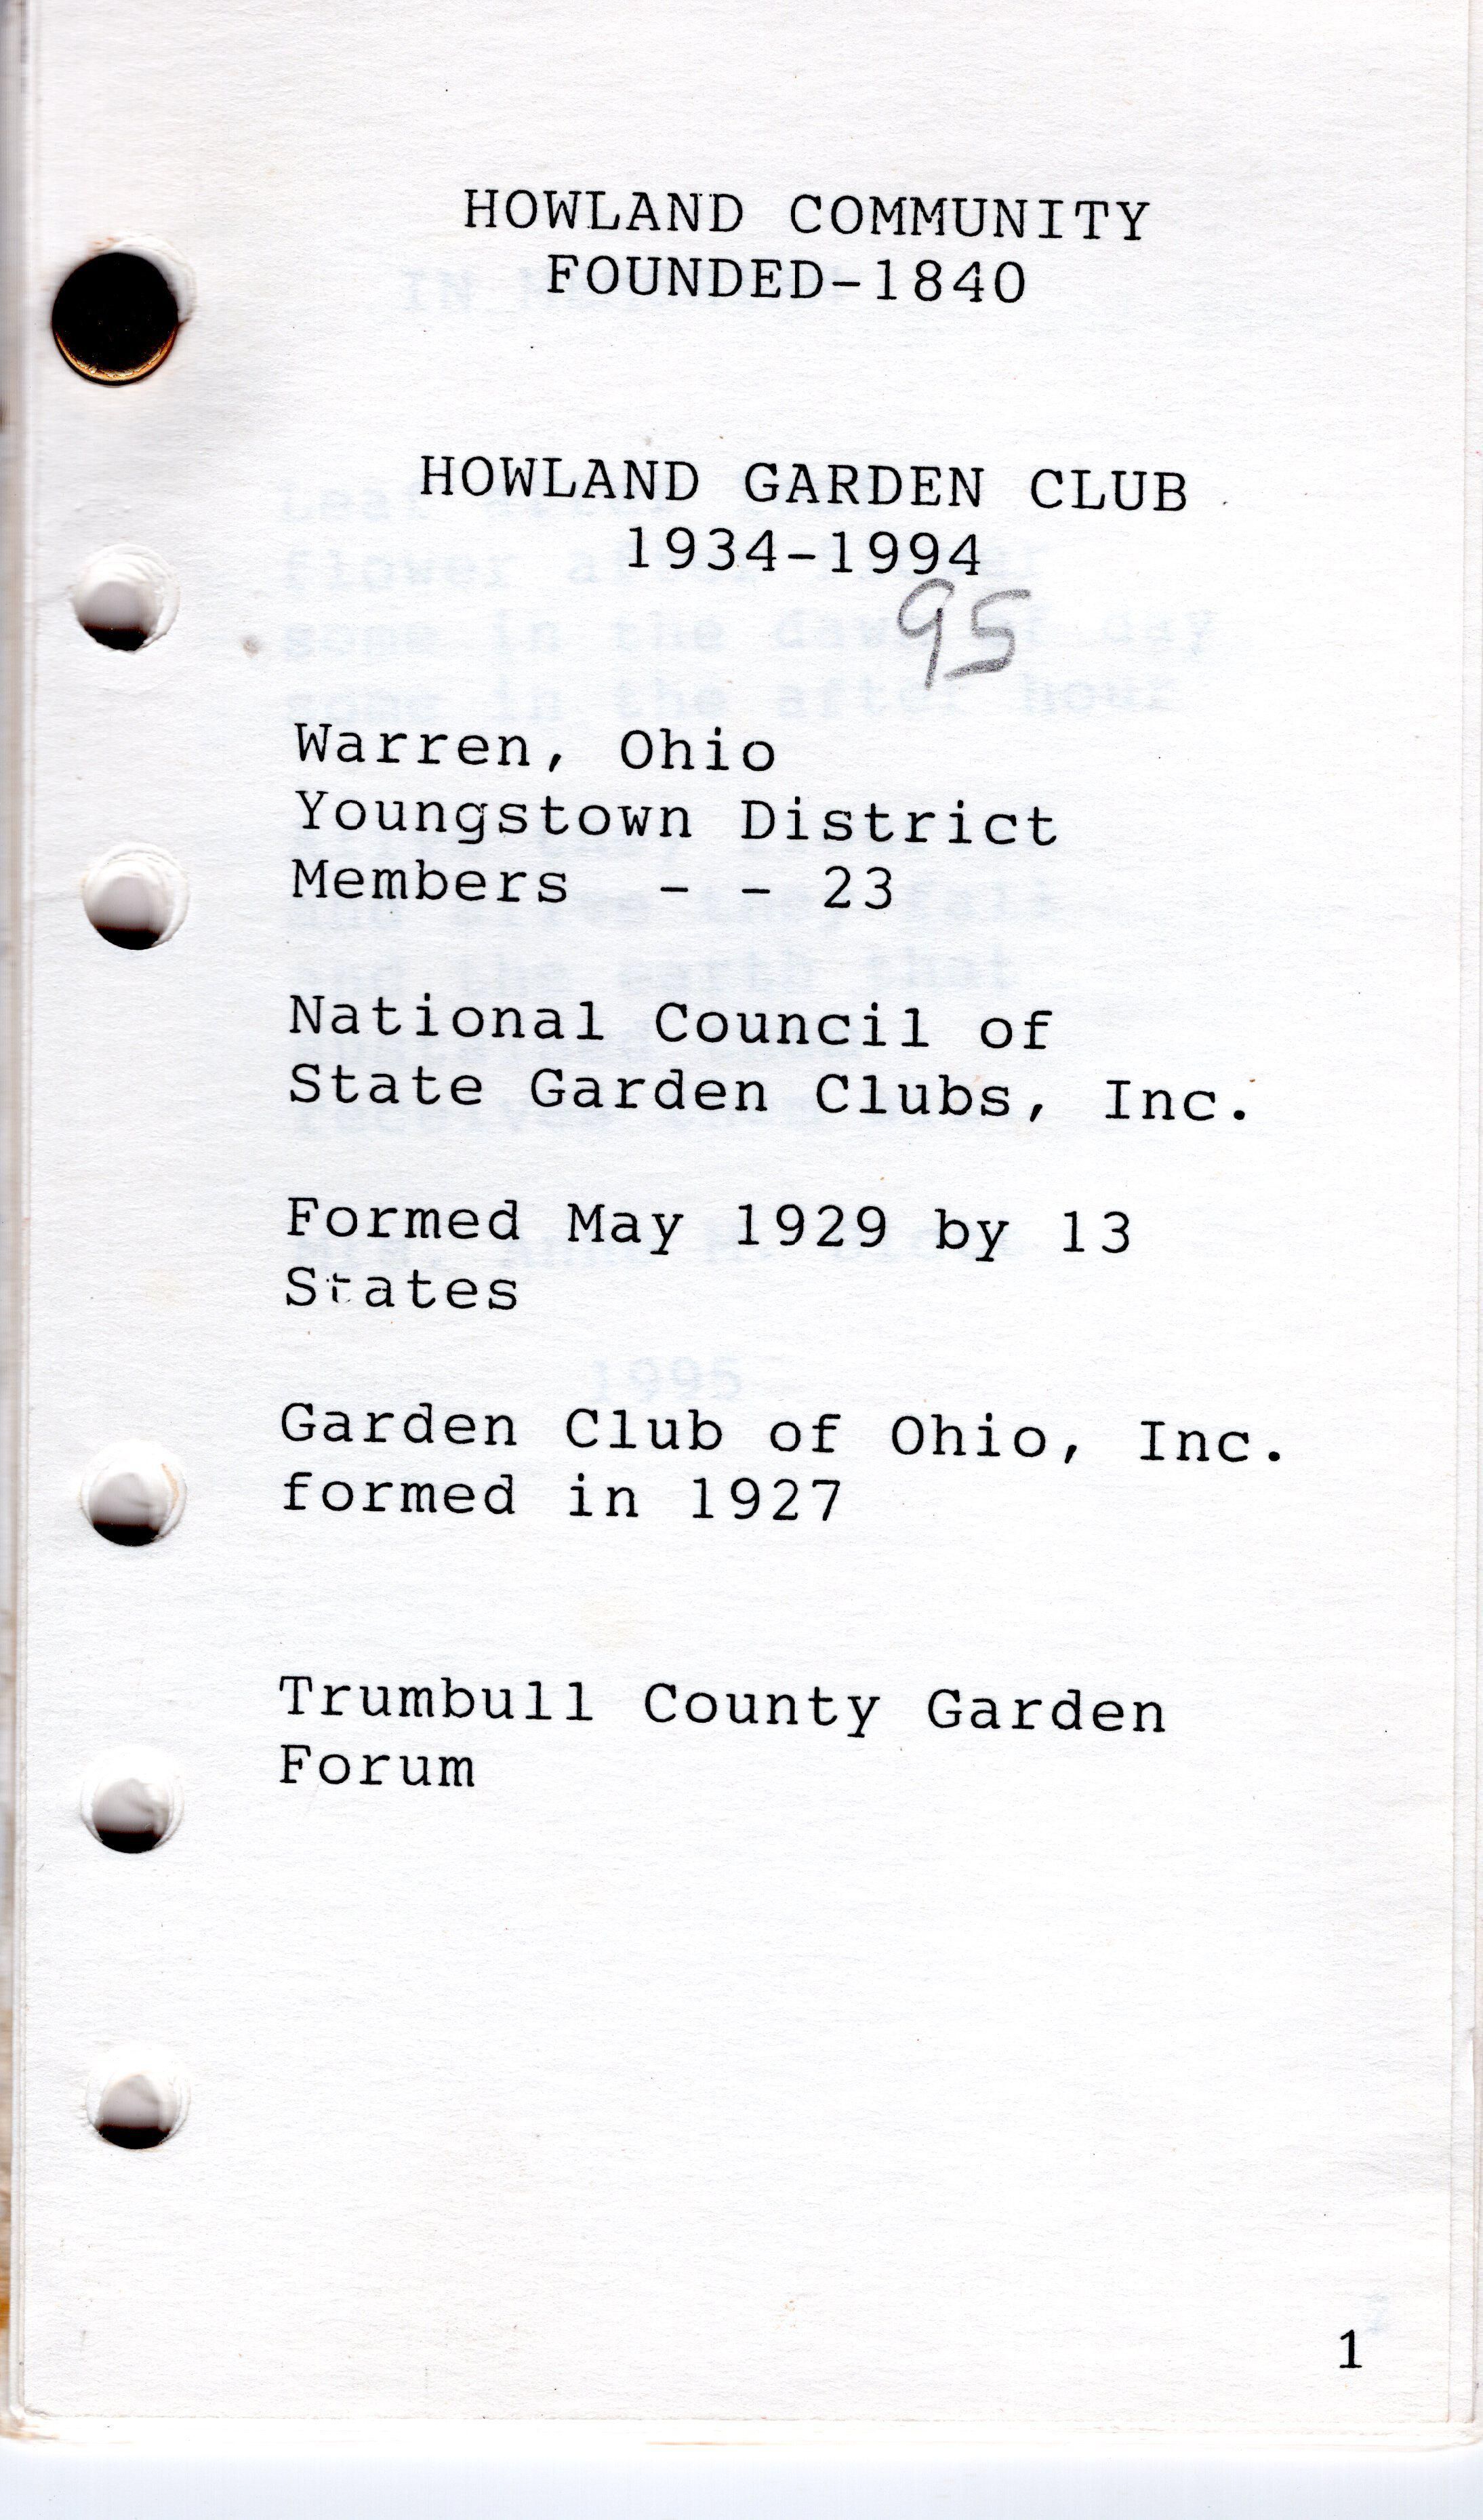 HOWLAND COMMUNITY
FOUNDED-1840
HOWLAND GARDEN CLUB
1934-1994
95
Warren, Ohio
Youngstown District
Members - - 23
National Council of
State Garden Clubs, Inc.
Formed May 1929 by 13
States
Garden Club of Ohio, Inc.
formed in 1927
Trumbull County Garden
Forum
1